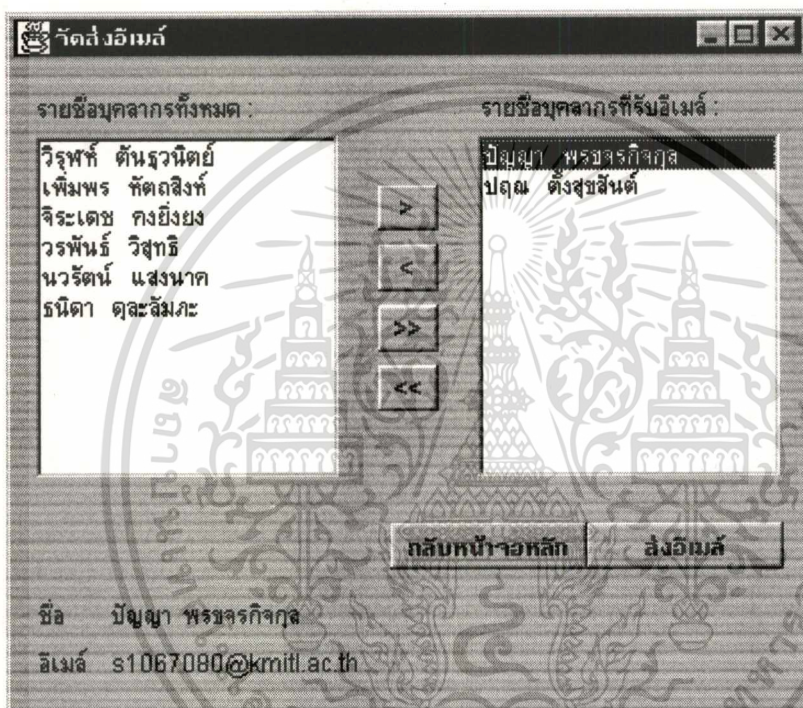 จัดส่งอีเมล์
รายชื่อบุคลากรทั้งหมด :
รายชื่อบุคลากรที่รับอีเมล์ :
วิรุฬห์ ตันธุวนิตย์
เพิ่มพร หัตถสิงห์
จิระเดช คงยิ่งยง
วรพันธ์ วิสุทธิ
นวรัตน์ แสงนาค
ธนิดา ตุละลัมภะ
ปัญญา พรขจรกิจกุล
ปฤณ ตั้งสุขสันต์
>
<
>>
<<
กลับหน้าจอหลัก
ส่งอีเมล์
ชื่อ ปัญญา พรขจรกิจกุล
อีเมล์ s1067080@kmitl.ac.th